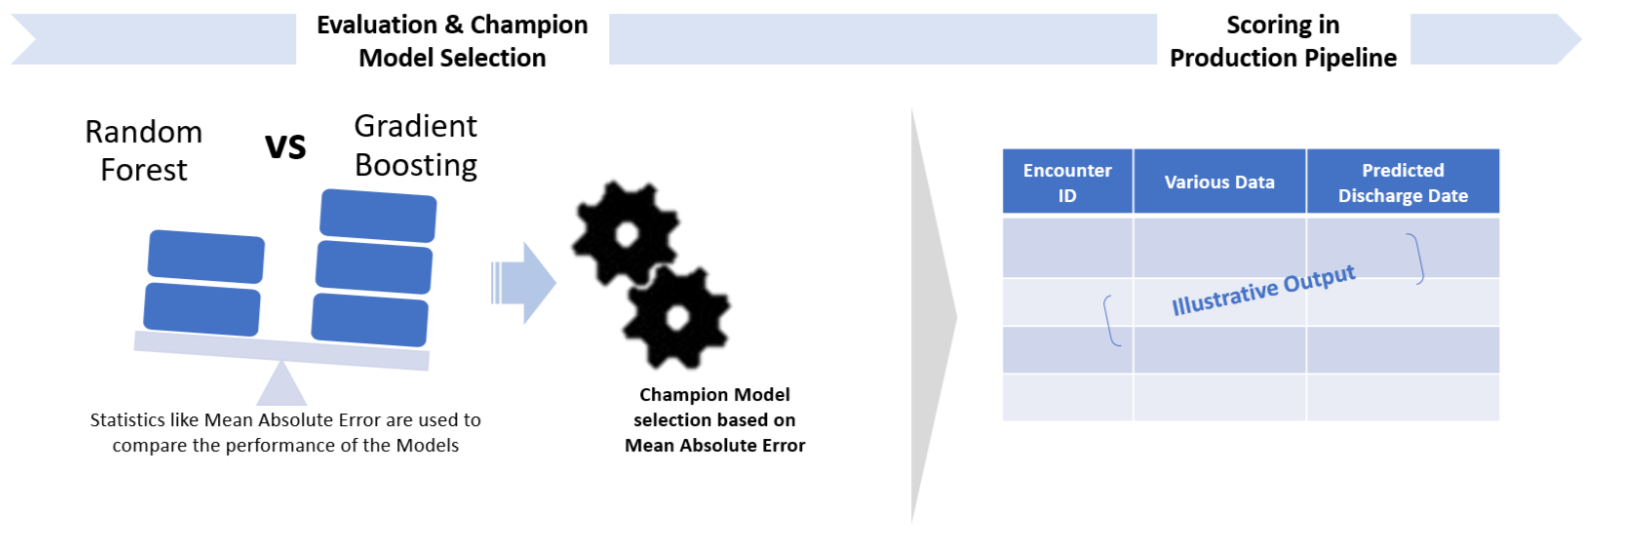 Evaluation & Champion
Model Selection
Scoring in
Production Pipeline
Random
Forest
vs
Gradient
Boosting
Statistics like Mean Absolute Error are used to
compare the performance of the Models
Champion Model
selection based on
Mean Absolute Error
Encounter
ID
Various Data
Predicted
Discharge Date
Illustrative Output